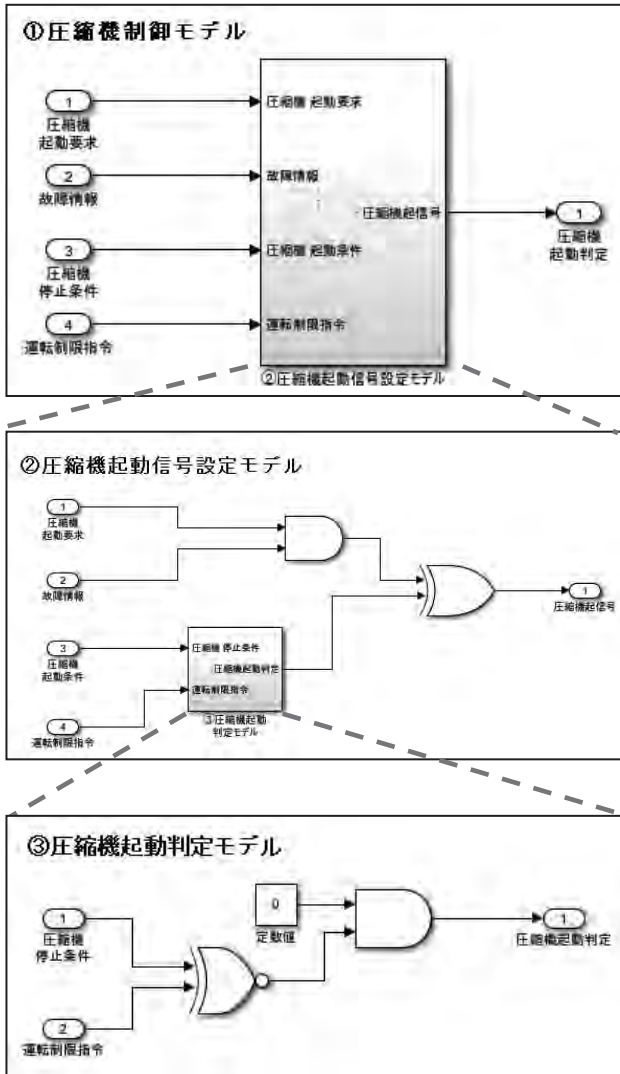 ①圧縮機制御モデル
1
圧縮機
起動要求
2
故障情報
3
圧縮機
停止条件
4
運転制限指令
圧縮機 起動要求
故障情報
圧縮機 起動条件
運転制限指令
圧縮機起信号
②圧縮機起動信号設定モデル
1
圧縮機
起動判定
②圧縮機起動信号設定モデル
1
圧縮機
起動要求
2
故障情報
3
圧縮機
起動条件
4
運転制限指令
圧縮機 停止条件
圧縮機起動判定
運転制限指令
③圧縮機起動
判定モデル
1
圧縮機起信号
③圧縮機起動判定モデル
1
圧縮機
停止条件
2
運転制限指令
0
定数値
1
圧縮機起動判定